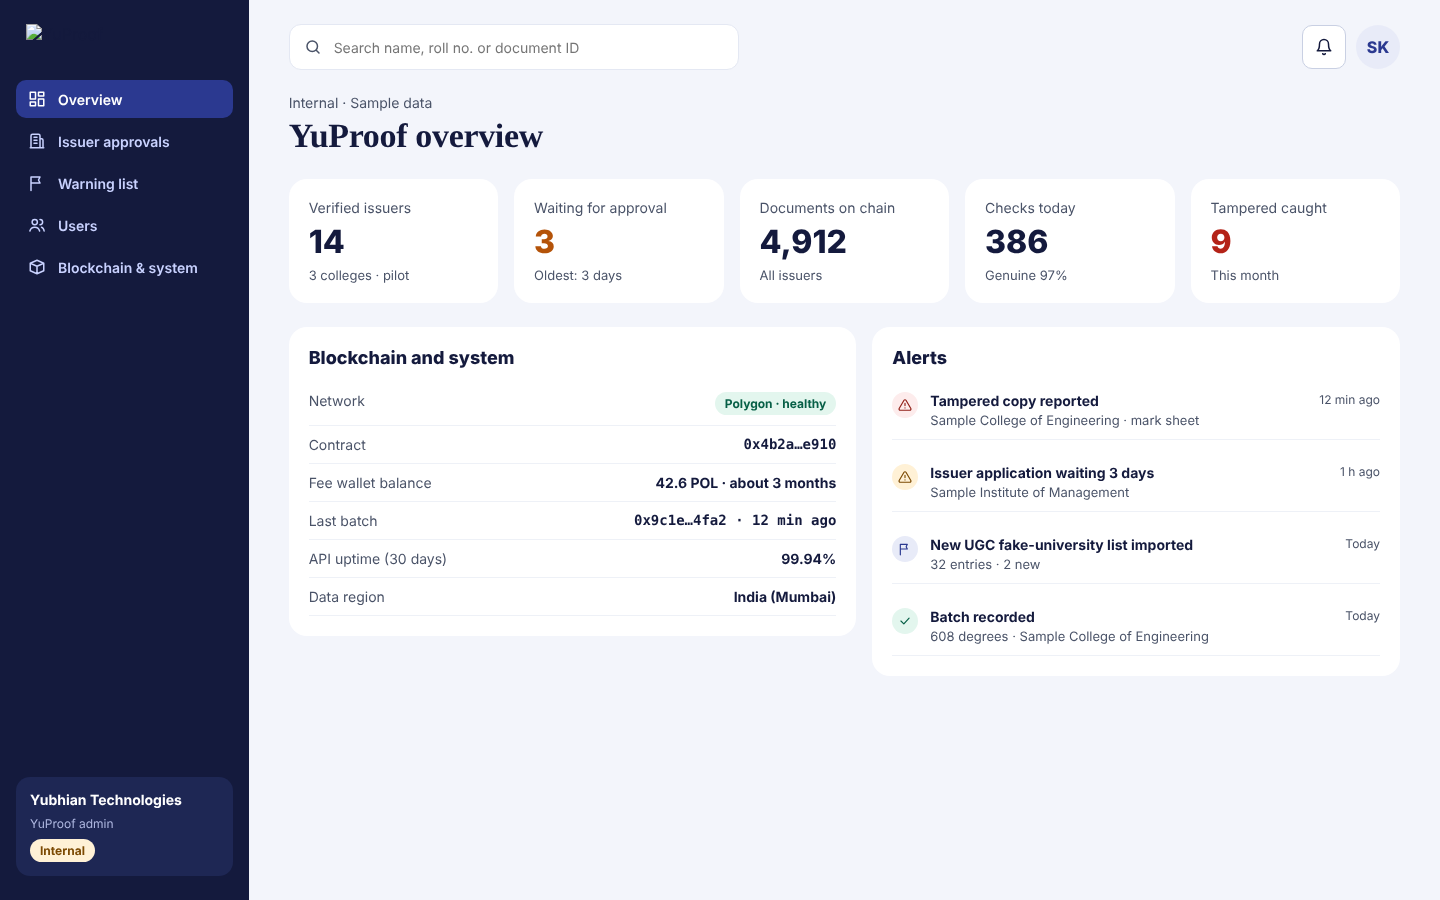 Search name, roll no. or document ID
SK
Overview
Issuer approvals
Warning list
Users
Blockchain & system
Internal · Sample data
YuProof overview
Verified issuers
14
3 colleges · pilot
Waiting for approval
3
Oldest: 3 days
Documents on chain
4,912
All issuers
Checks today
386
Genuine 97%
Tampered caught
9
This month
Blockchain and system
Network Polygon · healthy
Contract 0x4b2a…e910
Fee wallet balance 42.6 POL · about 3 months
Last batch 0x9c1e…4fa2 · 12 min ago
API uptime (30 days) 99.94%
Data region India (Mumbai)
Alerts
Tampered copy reported 12 min ago
Sample College of Engineering · mark sheet
Issuer application waiting 3 days 1 h ago
Sample Institute of Management
New UGC fake-university list imported Today
32 entries · 2 new
Batch recorded Today
608 degrees · Sample College of Engineering
Yubhian Technologies
YuProof admin
Internal